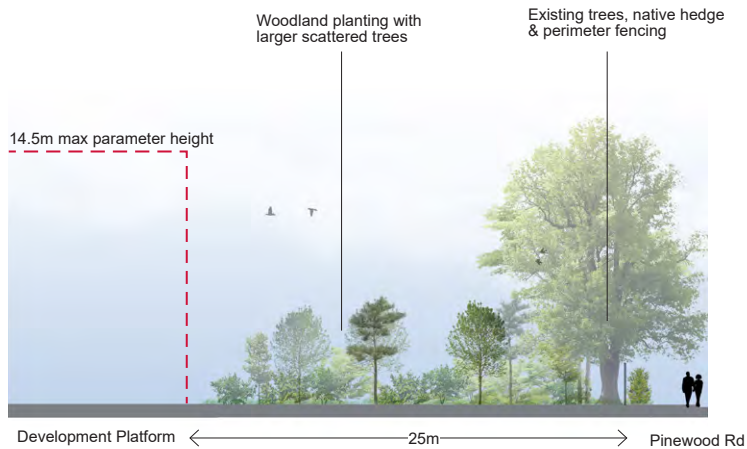 Woodland planting with
larger scattered trees
Existing trees, native hedge
& perimeter fencing
14.5m max parameter height
Development Platform
25m
Pinewood Rd